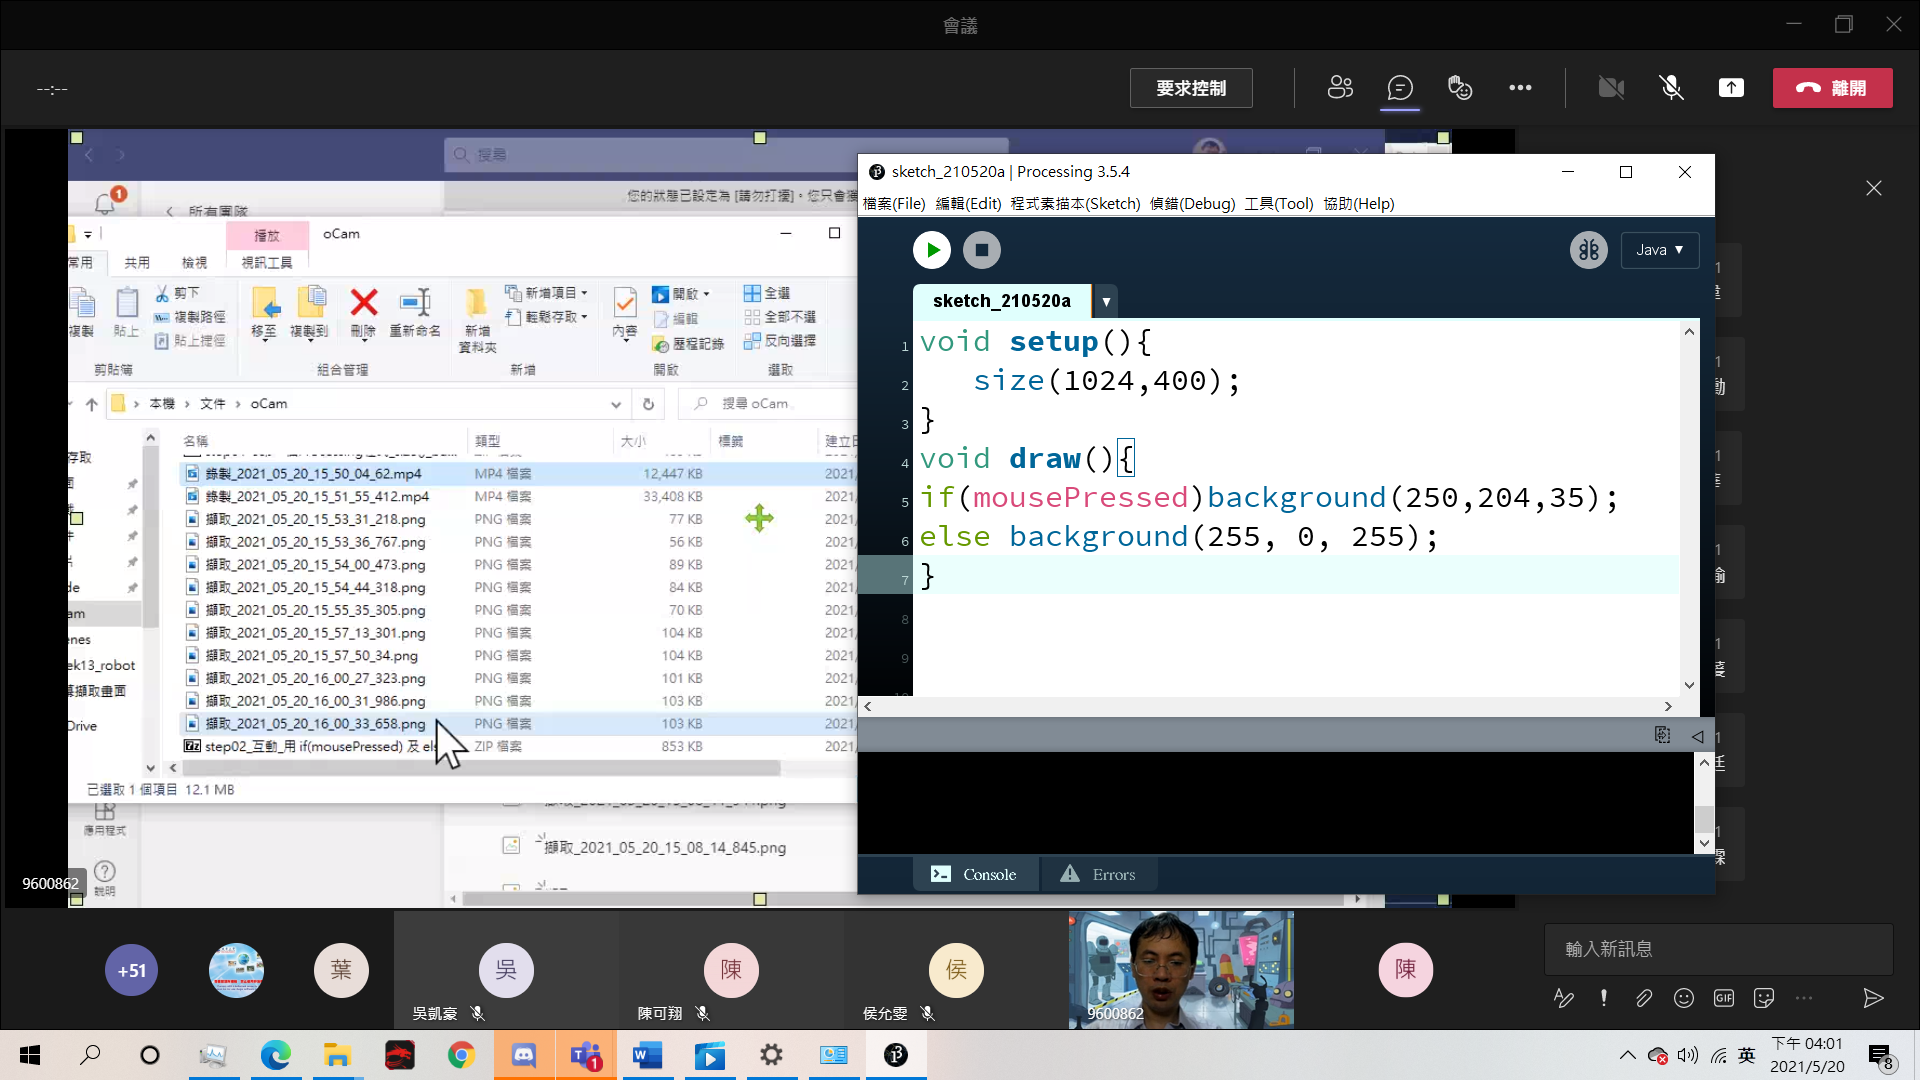 會議
--:--
要求控制
離開
搜尋
1
您的狀態已設定為 [請勿打擾]。您只會獲
所有團隊
播放
oCam
常用
共用
檢視
視訊工具
複製
貼上
剪下
複製路徑
貼上捷徑
移至
複製到
刪除
重新命名
新增
資料夾
新增項目
輕鬆存取
內容
開啟
編輯
歷程記錄
全選
全部不選
反向選擇
剪貼簿
組合管理
新增
開啟
選取
本機 › 文件 › oCam
搜尋 oCam
名稱
類型
大小
標籤
建立日
錄製_2021_05_20_15_50_04_62.mp4 MP4 檔案 12,447 KB 2021/
錄製_2021_05_20_15_51_55_412.mp4 MP4 檔案 33,408 KB 2021/
擷取_2021_05_20_15_53_31_218.png PNG 檔案 77 KB 2021/
擷取_2021_05_20_15_53_36_767.png PNG 檔案 56 KB 2021/
擷取_2021_05_20_15_54_00_473.png PNG 檔案 89 KB 2021/
擷取_2021_05_20_15_54_44_318.png PNG 檔案 84 KB 2021/
擷取_2021_05_20_15_55_35_305.png PNG 檔案 70 KB 2021/
擷取_2021_05_20_15_57_13_301.png PNG 檔案 104 KB 2021/
擷取_2021_05_20_15_57_50_34.png PNG 檔案 104 KB 2021/
擷取_2021_05_20_16_00_27_323.png PNG 檔案 101 KB 2021/
擷取_2021_05_20_16_00_31_986.png PNG 檔案 103 KB 2021/
擷取_2021_05_20_16_00_33_658.png PNG 檔案 103 KB 2021/
step02_互動_用 if(mousePressed) 及 els ZIP 檔案 853 KB 2021/
存取
de
am
enes
ek13_robot
幕擷取畫面
Drive
已選取 1 個項目 12.1 MB
應用程式
說明
擷取_2021_05_20_15_08_14_845.png
9600862
sketch_210520a | Processing 3.5.4
檔案(File) 編輯(Edit) 程式素描本(Sketch) 偵錯(Debug) 工具(Tool) 協助(Help)
Java ▼
sketch_210520a
▼
1 void setup(){
2 size(1024,400);
3 }
4 void draw(){
5 if(mousePressed)background(250,204,35);
6 else background(255, 0, 255);
7 }
8
9
10
Console
Errors
+51
葉
吳
吳凱豪
陳
陳可翔
侯
侯允雯
9600862
陳
輸入新訊息
GIF
1
英
下午 04:01
2021/5/20
8